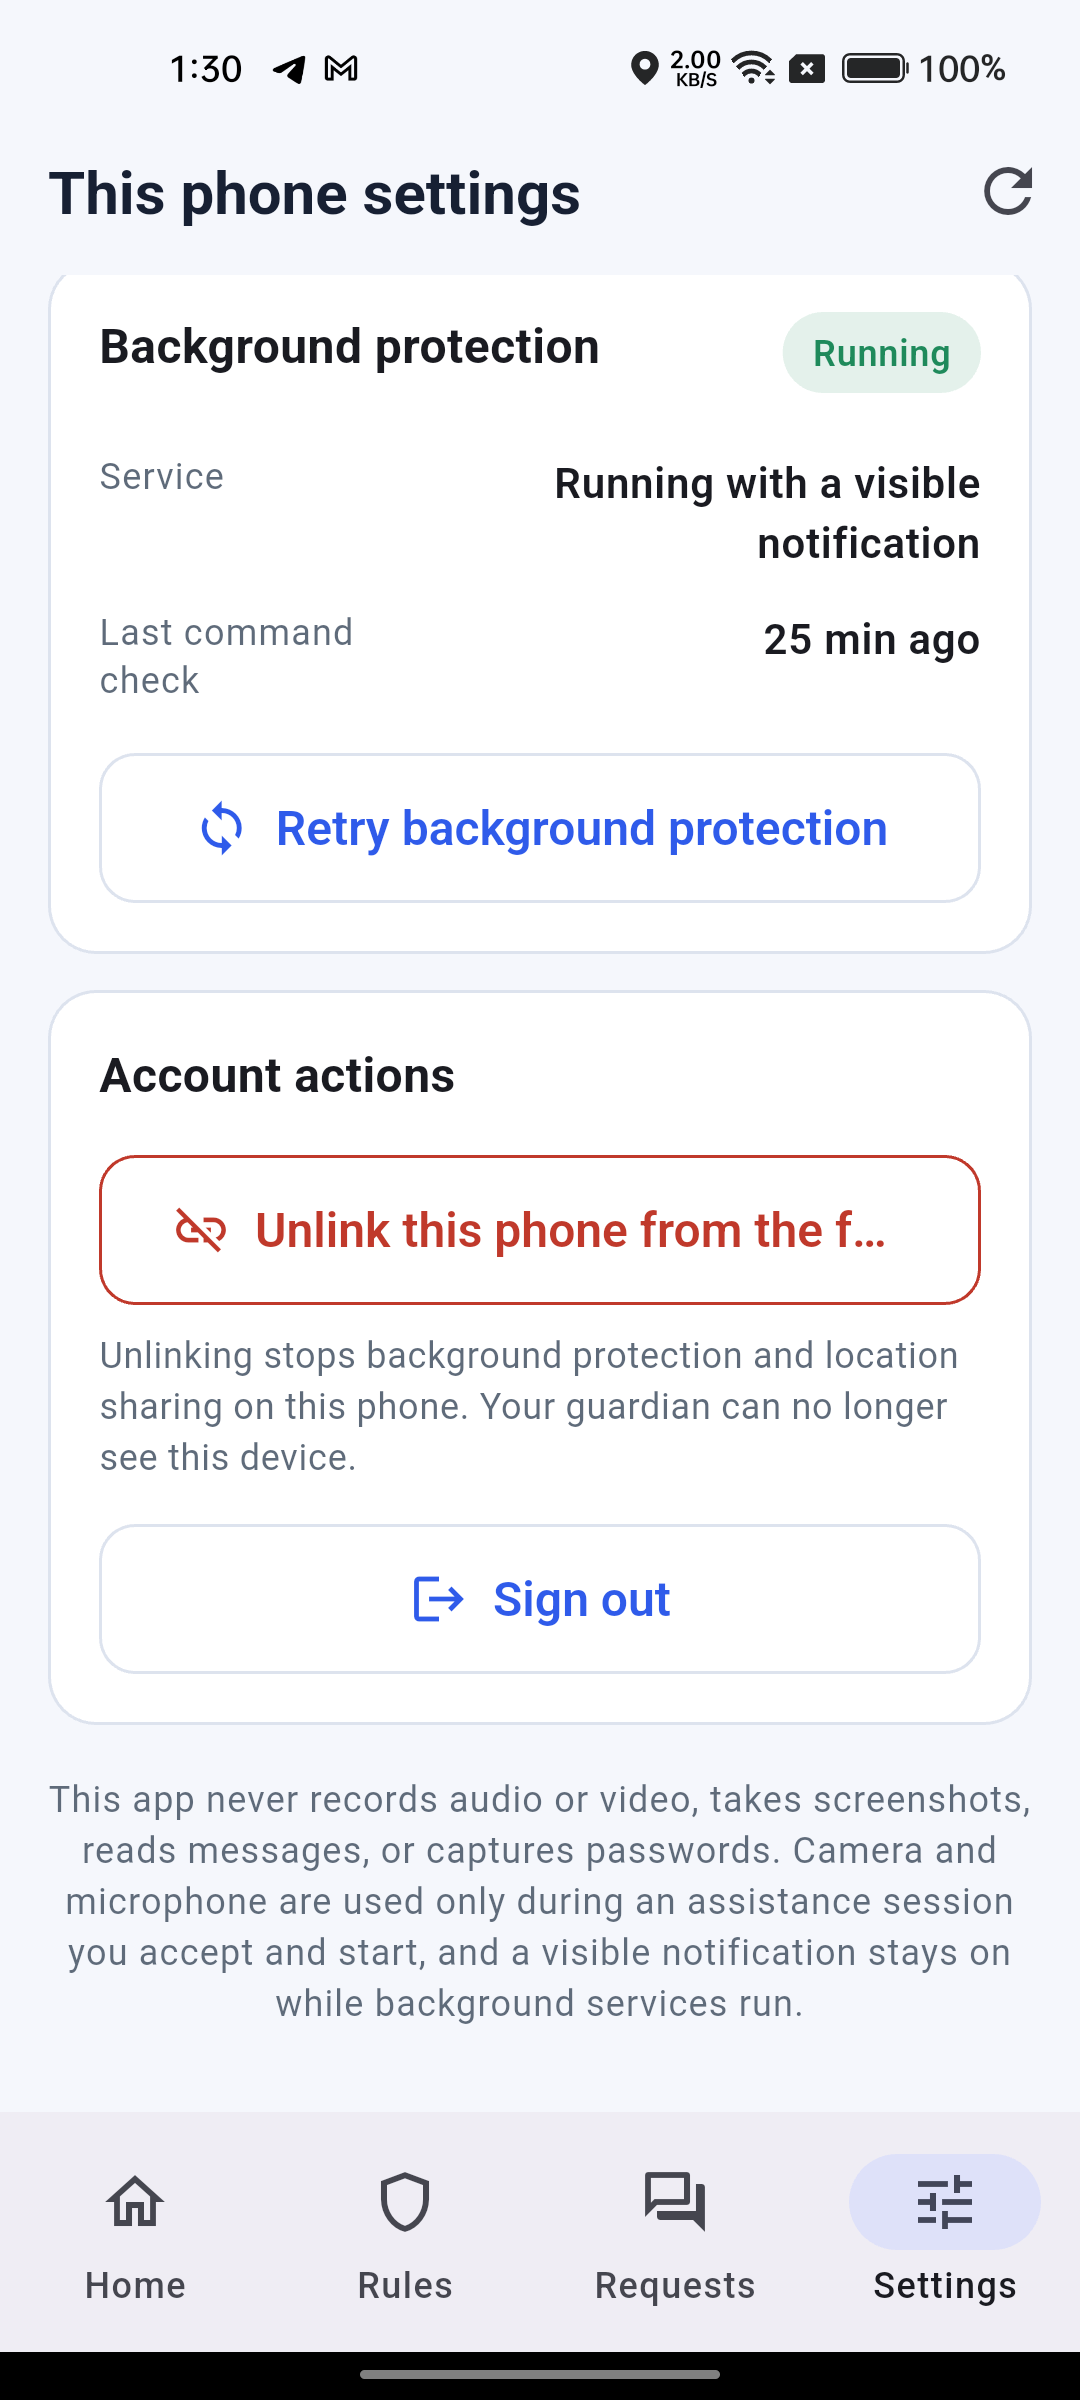 1:30
2.00
KB/S
100%
This phone settings
Background protection
Running
Service
Running with a visible
notification
Last command
check
25 min ago
Retry background protection
Account actions
Unlink this phone from the f…
Unlinking stops background protection and location
sharing on this phone. Your guardian can no longer
see this device.
Sign out
This app never records audio or video, takes screenshots,
reads messages, or captures passwords. Camera and
microphone are used only during an assistance session
you accept and start, and a visible notification stays on
while background services run.
Home
Rules
Requests
Settings